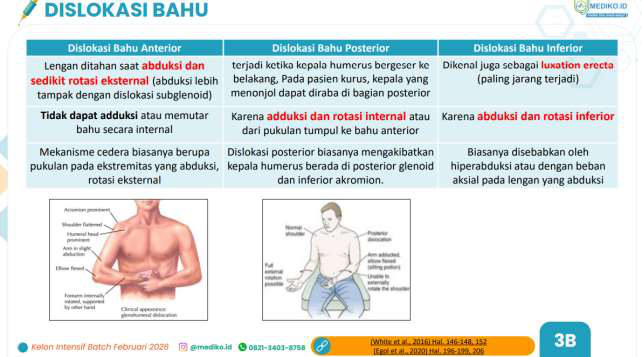 DISLOKASI BAHU
MEDIKO.ID
Dislokasi Bahu Anterior
Dislokasi Bahu Posterior
Dislokasi Bahu Inferior
Lengan ditahan saat abduksi dan
sedikit rotasi eksternal (abduksi lebih
tampak dengan dislokasi subglenoid)
terjadi ketika kepala humerus bergeser ke
belakang, Pada pasien kurus, kepala yang
menonjol dapat diraba di bagian posterior
Dikenal juga sebagai luxation erecta
(paling jarang terjadi)
Tidak dapat adduksi atau memutar
bahu secara internal
Karena adduksi dan rotasi internal atau
dari pukulan tumpul ke bahu anterior
Karena abduksi dan rotasi inferior
Mekanisme cedera biasanya berupa
pukulan pada ekstremitas yang abduksi,
rotasi eksternal
Dislokasi posterior biasanya mengakibatkan
kepala humerus berada di posterior glenoid
dan inferior akromion.
Biasanya disebabkan oleh
hiperabduksi atau dengan beban
aksial pada lengan yang abduksi
Acromion prominent
Shoulder flattened
Humeral head
prominent
Arm in slight
abduction
Elbow flexed
Forearm internally
rotated, supported
by other hand
Clinical appearance
glenohumeral dislocation
Normal
shoulder
Full
external
rotation
possible
Posterior
dislocation
Arm adducted,
elbow flexed
(sitting position)
Unable to
externally
rotate the shoulder
Kelon Intensif Batch Februari 2026
@mediko.id
0821-3403-8758
(White et al., 2016) Hal. 146-148, 152
(Egol et al., 2020) Hal. 196-199, 206
3B